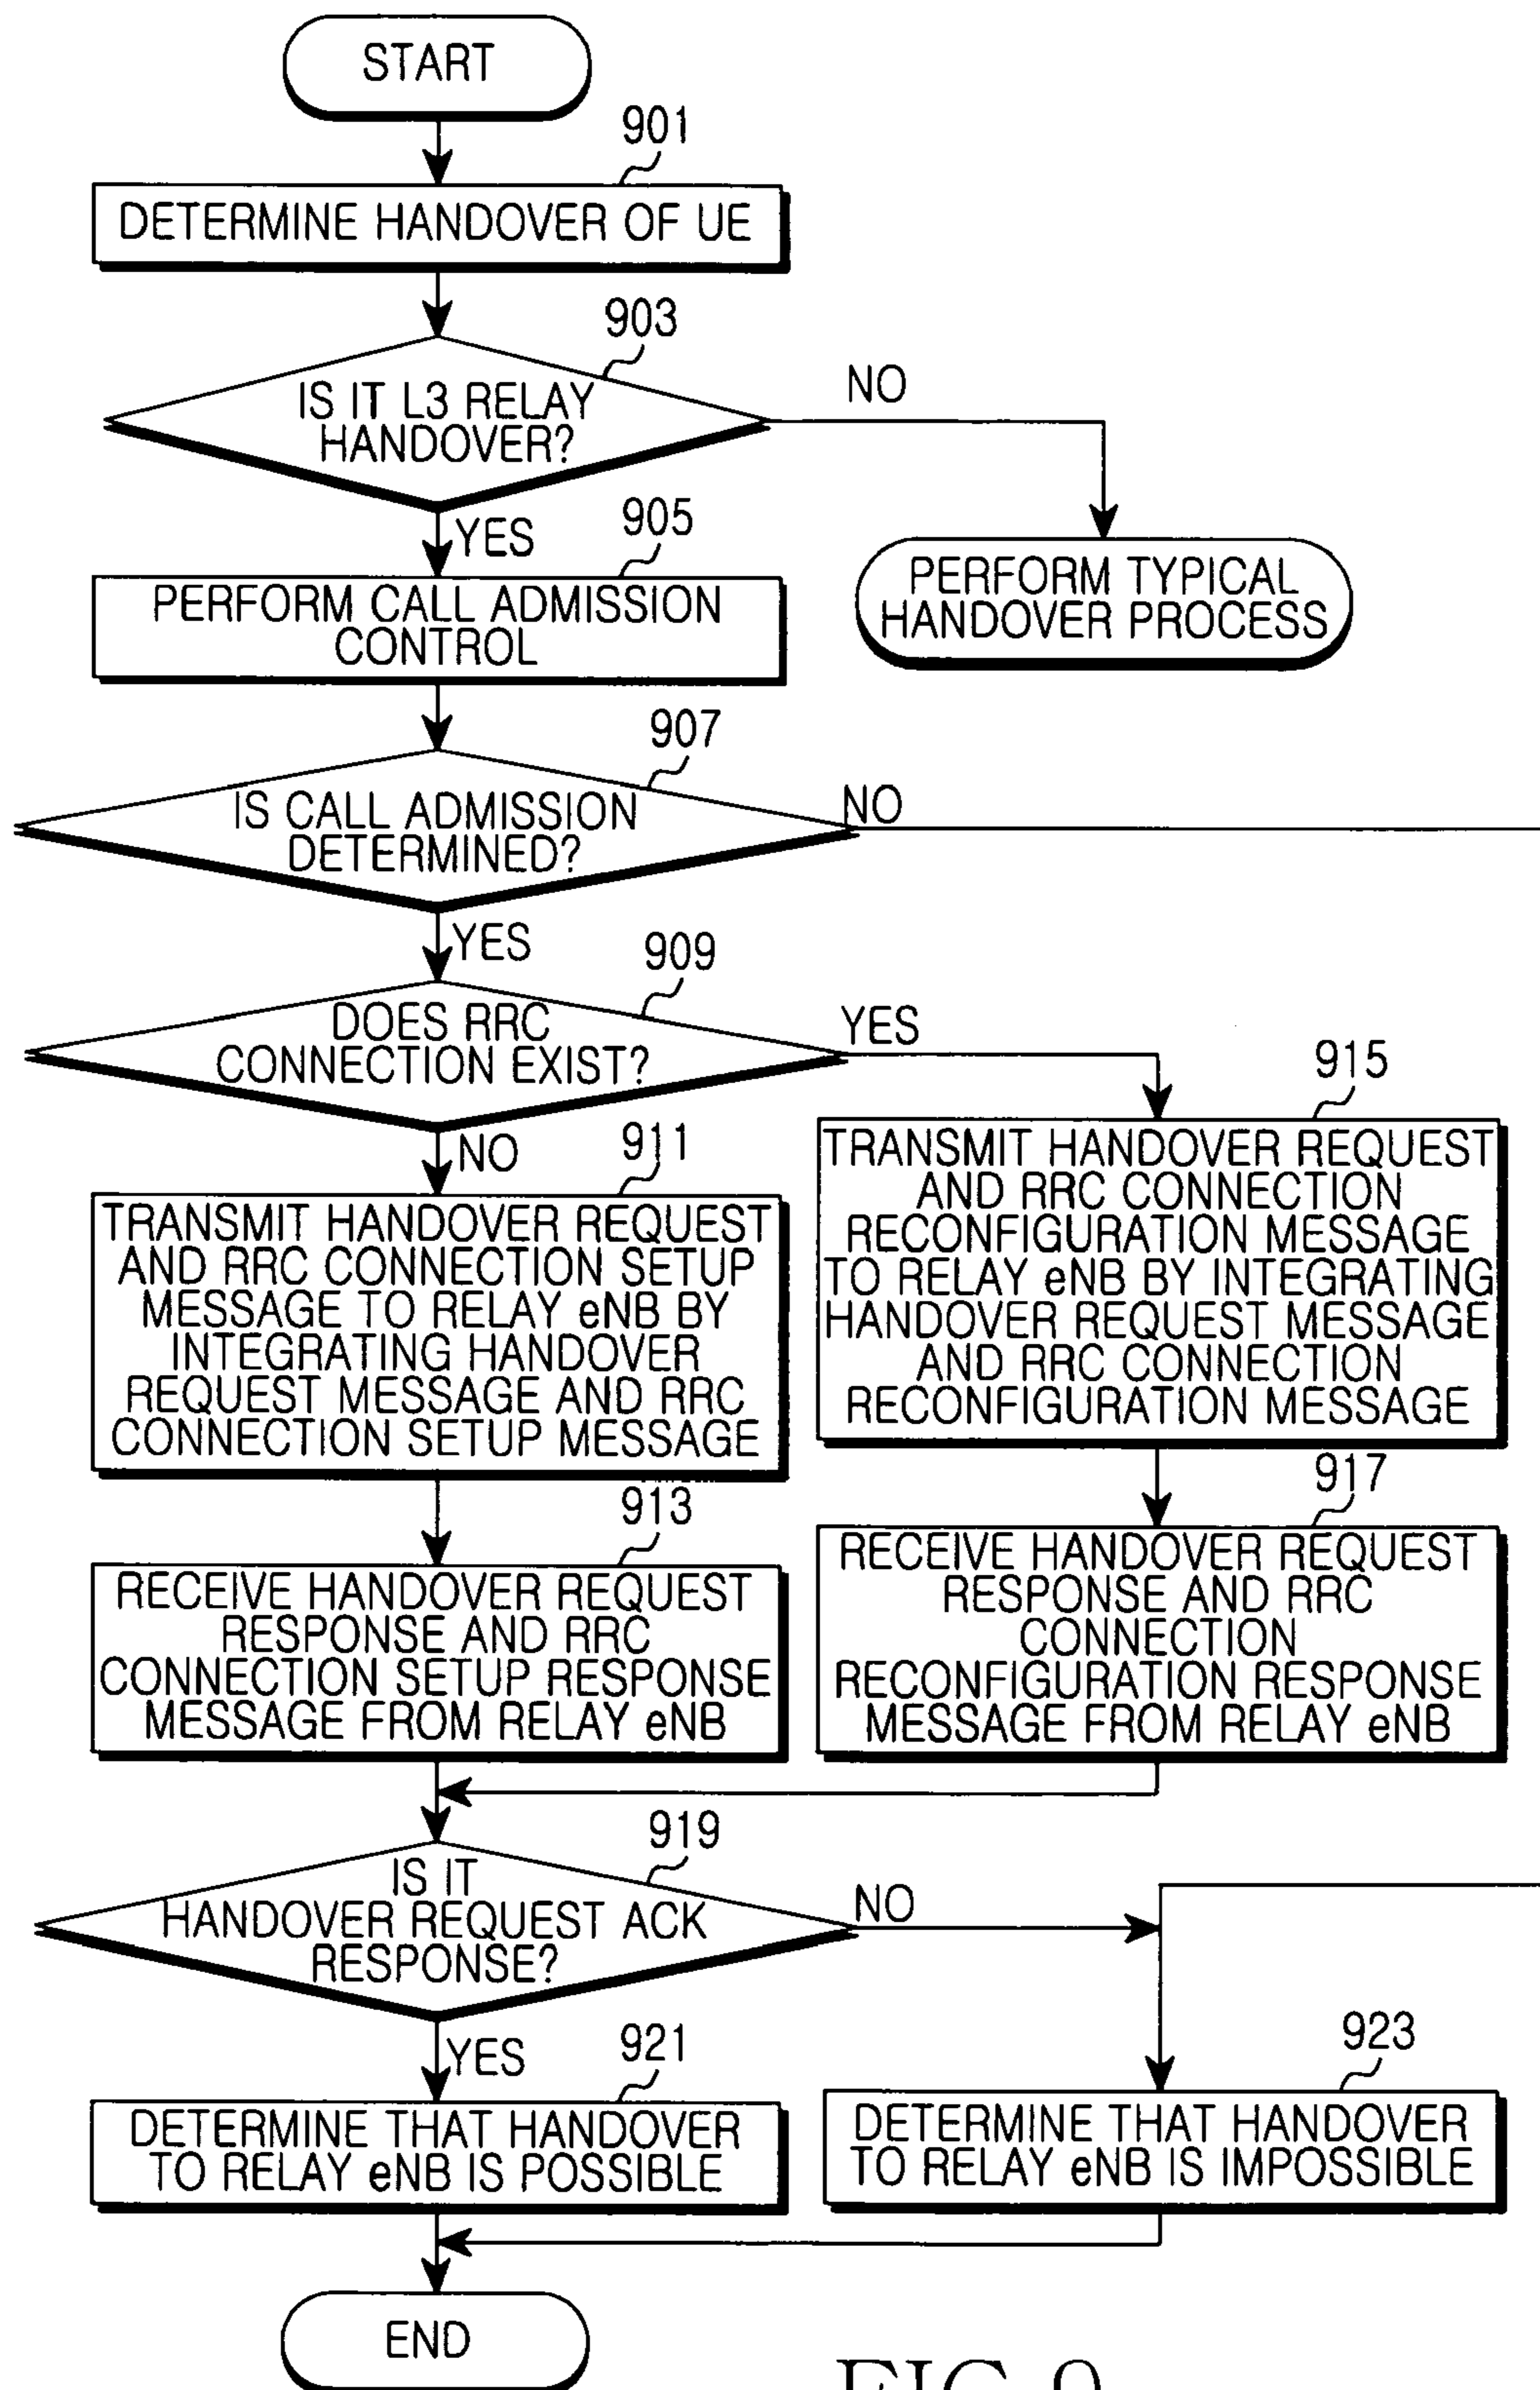 START
901
DETERMINE HANDOVER OF UE
903
IS IT L3 RELAY
HANDOVER?
NO
YES
905
PERFORM CALL ADMISSION
CONTROL
PERFORM TYPICAL
HANDOVER PROCESS
907
IS CALL ADMISSION
DETERMINED?
NO
YES
909
DOES RRC
CONNECTION EXIST?
YES
NO
911
TRANSMIT HANDOVER REQUEST
AND RRC CONNECTION SETUP
MESSAGE TO RELAY eNB BY
INTEGRATING HANDOVER
REQUEST MESSAGE AND RRC
CONNECTION SETUP MESSAGE
915
TRANSMIT HANDOVER REQUEST
AND RRC CONNECTION
RECONFIGURATION MESSAGE
TO RELAY eNB BY INTEGRATING
HANDOVER REQUEST MESSAGE
AND RRC CONNECTION
RECONFIGURATION MESSAGE
913
RECEIVE HANDOVER REQUEST
RESPONSE AND RRC
CONNECTION SETUP RESPONSE
MESSAGE FROM RELAY eNB
917
RECEIVE HANDOVER REQUEST
RESPONSE AND RRC
CONNECTION
RECONFIGURATION RESPONSE
MESSAGE FROM RELAY eNB
919
IS IT
HANDOVER REQUEST ACK
RESPONSE?
NO
YES
921
DETERMINE THAT HANDOVER
TO RELAY eNB IS POSSIBLE
923
DETERMINE THAT HANDOVER
TO RELAY eNB IS IMPOSSIBLE
END
FIG.9